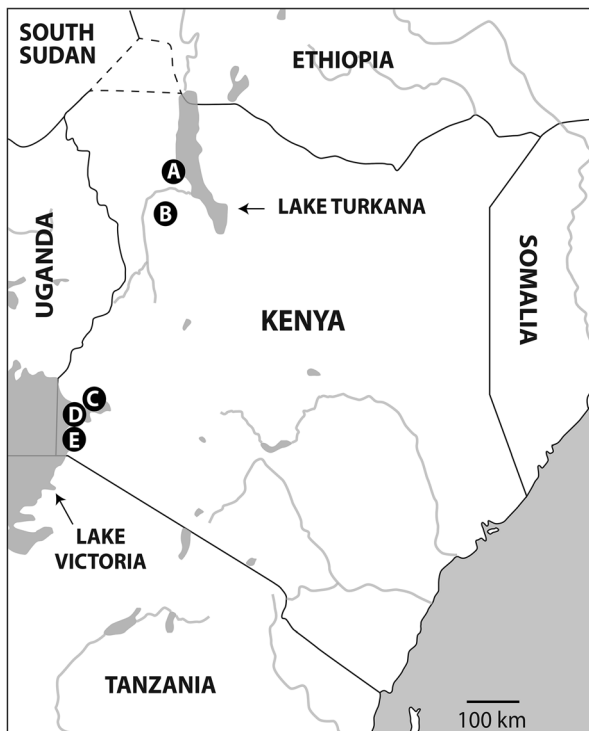 SOUTH
SUDAN
ETHIOPIA
A
B
LAKE TURKANA
UGANDA
SOMALIA
KENYA
C
D
E
LAKE
VICTORIA
TANZANIA
100 km